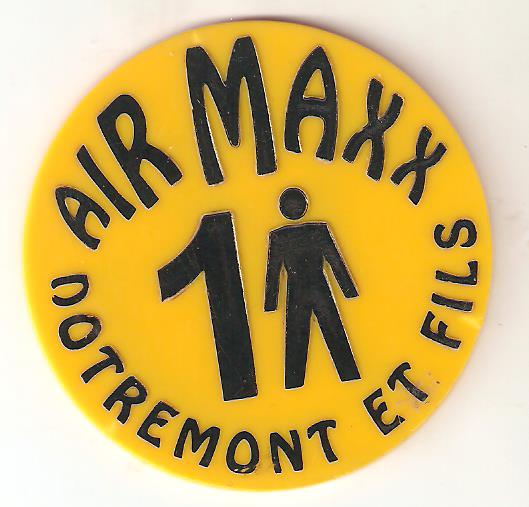 AIR MAXX
1
DOTREMONT ET FILS